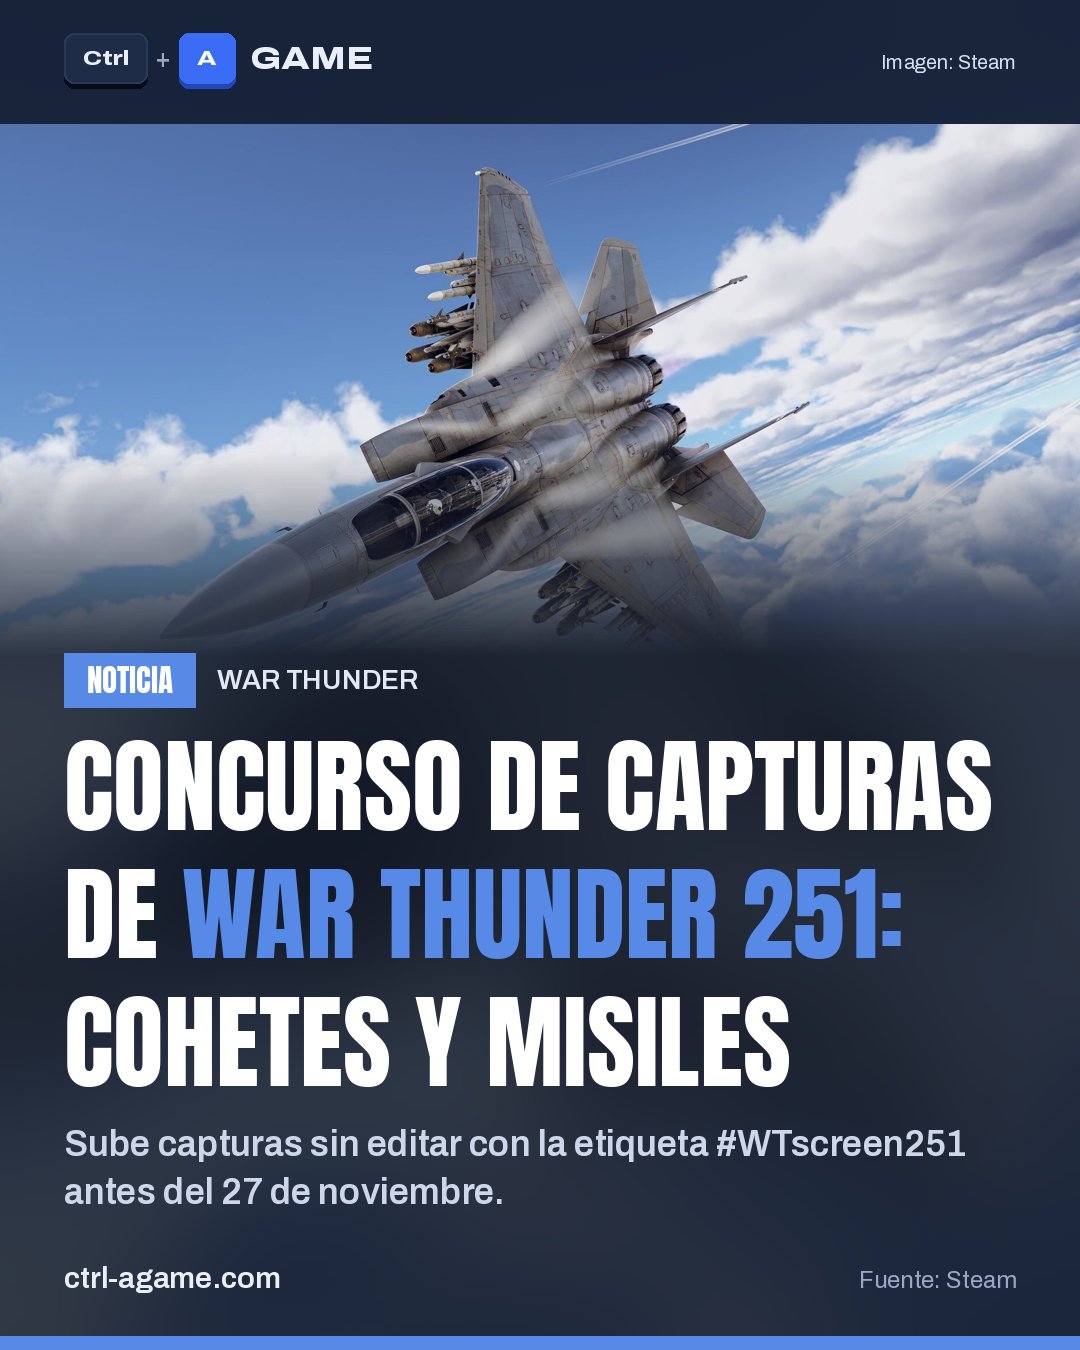 Ctrl + A GAME
Imagen: Steam
NOTICIA WAR THUNDER
CONCURSO DE CAPTURAS
DE WAR THUNDER 251:
COHETES Y MISILES
Sube capturas sin editar con la etiqueta #WTscreen251
antes del 27 de noviembre.
ctrl-agame.com
Fuente: Steam